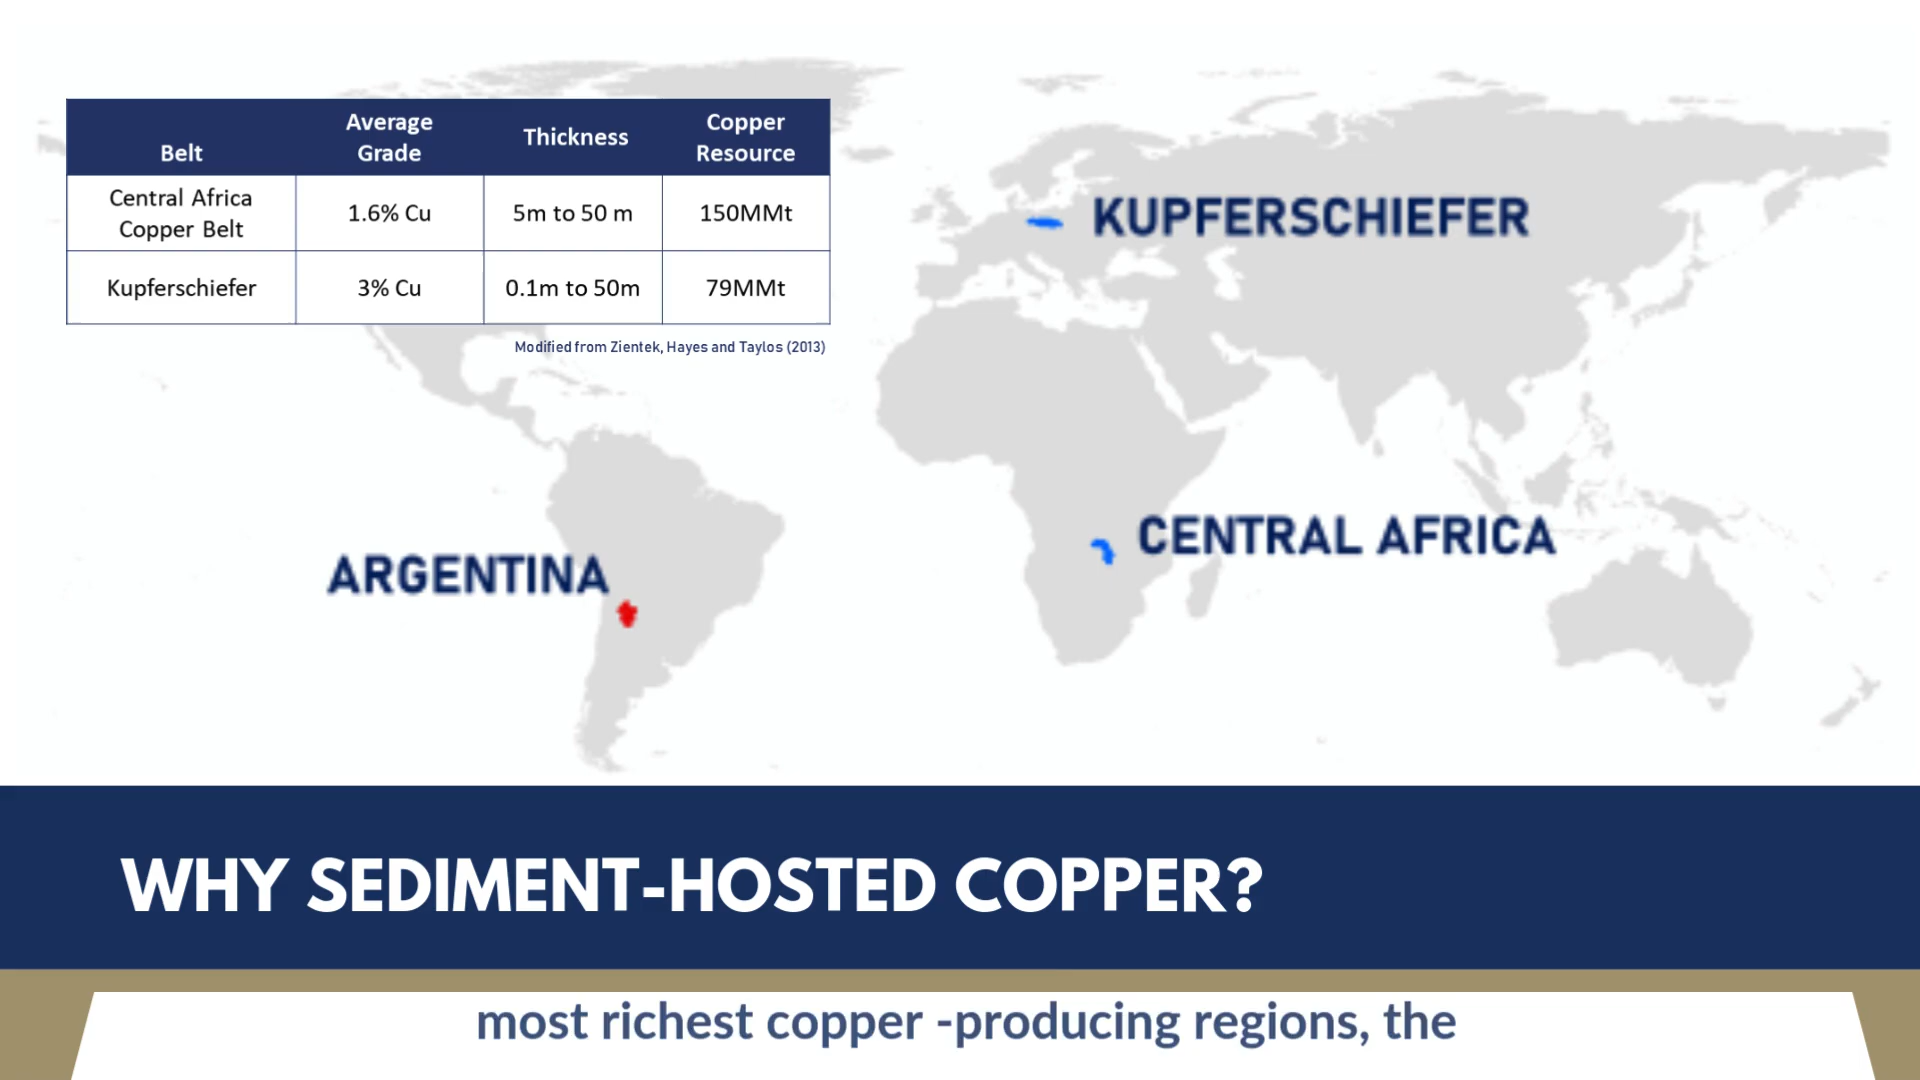 Belt
Average
Grade
Thickness
Copper
Resource
Central Africa
Copper Belt
1.6% Cu
5m to 50 m
150MMt
Kupferschiefer
3% Cu
0.1m to 50m
79MMt
Modified from Zientek, Hayes and Taylos (2013)
KUPFERSCHIEFER
CENTRAL AFRICA
ARGENTINA
WHY SEDIMENT-HOSTED COPPER?
most richest copper -producing regions, the